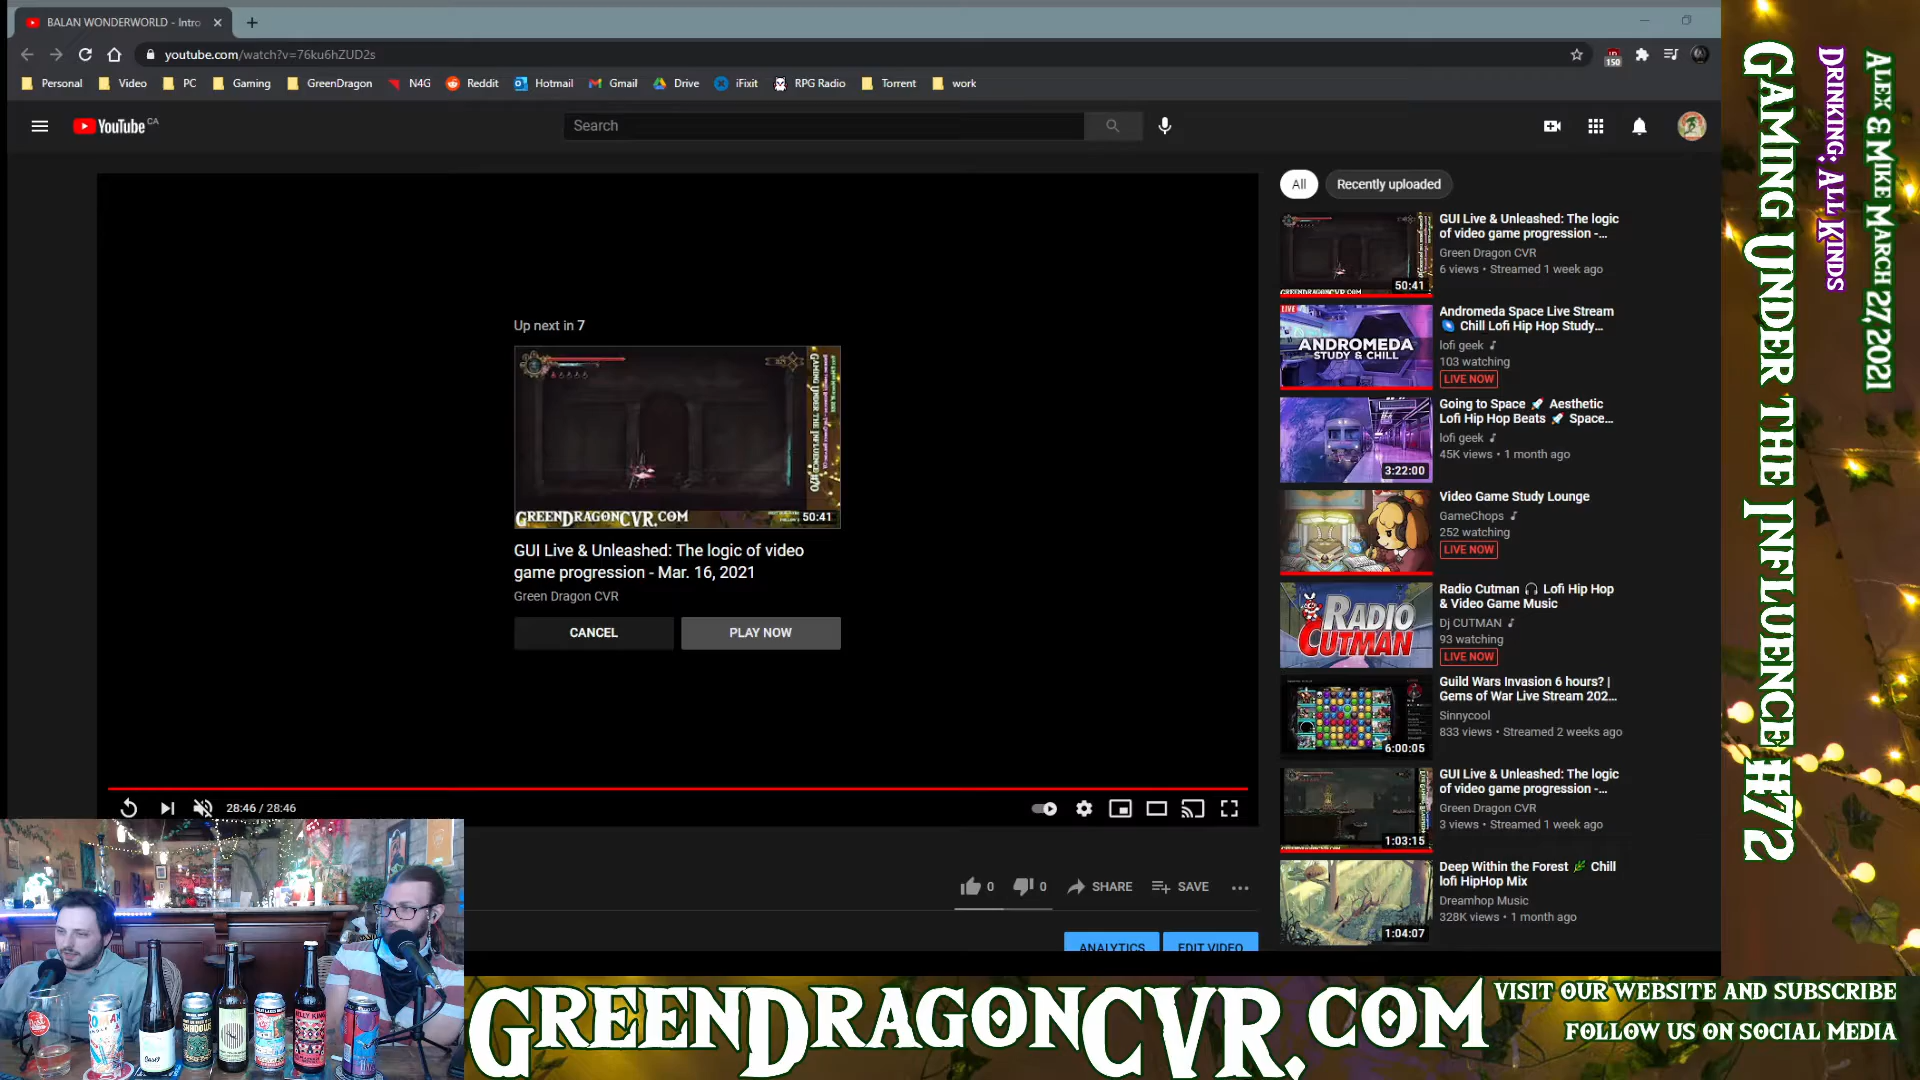 BALAN WONDERWORLD - Intro
youtube.com/watch?v=76ku6hZUD2s
150
Personal
Video
PC
Gaming
GreenDragon
N4G
Reddit
Hotmail
Gmail
Drive
iFixit
RPG Radio
Torrent
work
YouTube CA
Search
All
Recently uploaded
Up next in 7
GREENDRAGONCVR.COM
50:41
GUI Live & Unleashed: The logic of video
game progression - Mar. 16, 2021
Green Dragon CVR
CANCEL
PLAY NOW
28:46 / 28:46
0
0
SHARE
SAVE
ANALYTICS
EDIT VIDEO
50:41
GUI Live & Unleashed: The logic
of video game progression -...
Green Dragon CVR
6 views • Streamed 1 week ago
LIVE
ANDROMEDA
STUDY & CHILL
Andromeda Space Live Stream
Chill Lofi Hip Hop Study...
lofi geek
103 watching
LIVE NOW
3:22:00
Going to Space 🚀 Aesthetic
Lofi Hip Hop Beats 🚀 Space...
lofi geek
45K views • 1 month ago
Video Game Study Lounge
GameChops
252 watching
LIVE NOW
RADIO
CUTMAN
Radio Cutman 🎧 Lofi Hip Hop
& Video Game Music
Dj CUTMAN
93 watching
LIVE NOW
6:00:05
Guild Wars Invasion 6 hours? |
Gems of War Live Stream 202...
Sinnycool
833 views • Streamed 2 weeks ago
1:03:15
GUI Live & Unleashed: The logic
of video game progression -...
Green Dragon CVR
3 views • Streamed 1 week ago
1:04:07
Deep Within the Forest 🌿 Chill
lofi HipHop Mix
Dreamhop Music
328K views • 1 month ago
ALEX & MIKE MARCH 27, 2021
DRINKING: ALL KINDS
GAMING UNDER THE INFLUENCE #72
GREENDRAGONCVR.COM
VISIT OUR WEBSITE AND SUBSCRIBE
FOLLOW US ON SOCIAL MEDIA